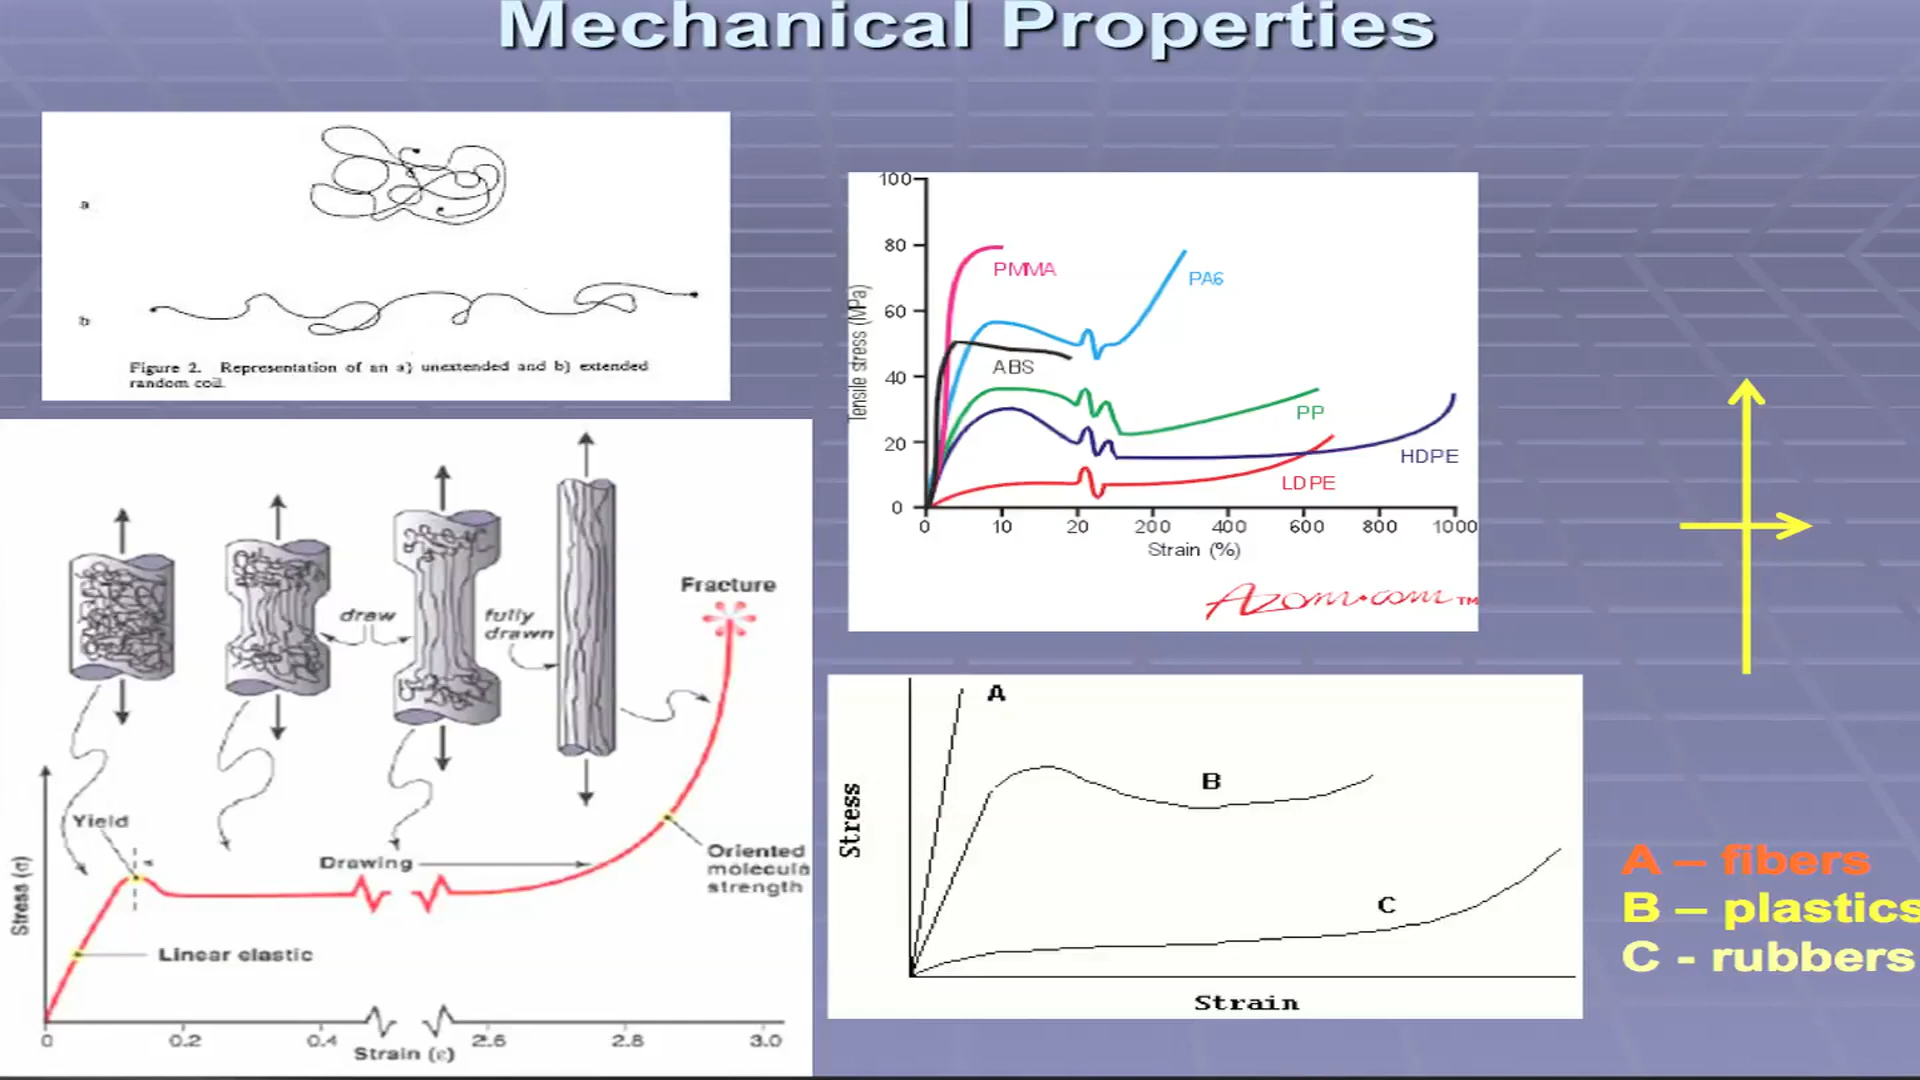 Mechanical Properties
a
b
Figure 2. Representation of an a) unextended and b) extended
random coil.
100
80
60
40
20
0
Tensile stress (MPa)
PMMA
PA6
ABS
PP
HDPE
LDPE
0 10 20 200 400 600 800 1000
Strain (%)
Azom.com™
draw
fully
drawn
Fracture
Yield
Drawing
Oriented
molecula
strength
Linear elastic
Stress (σ)
0 0.2 0.4 2.6 2.8 3.0
Strain (ε)
A
B
C
Stress
Strain
A – fibers
B – plastics
C - rubbers